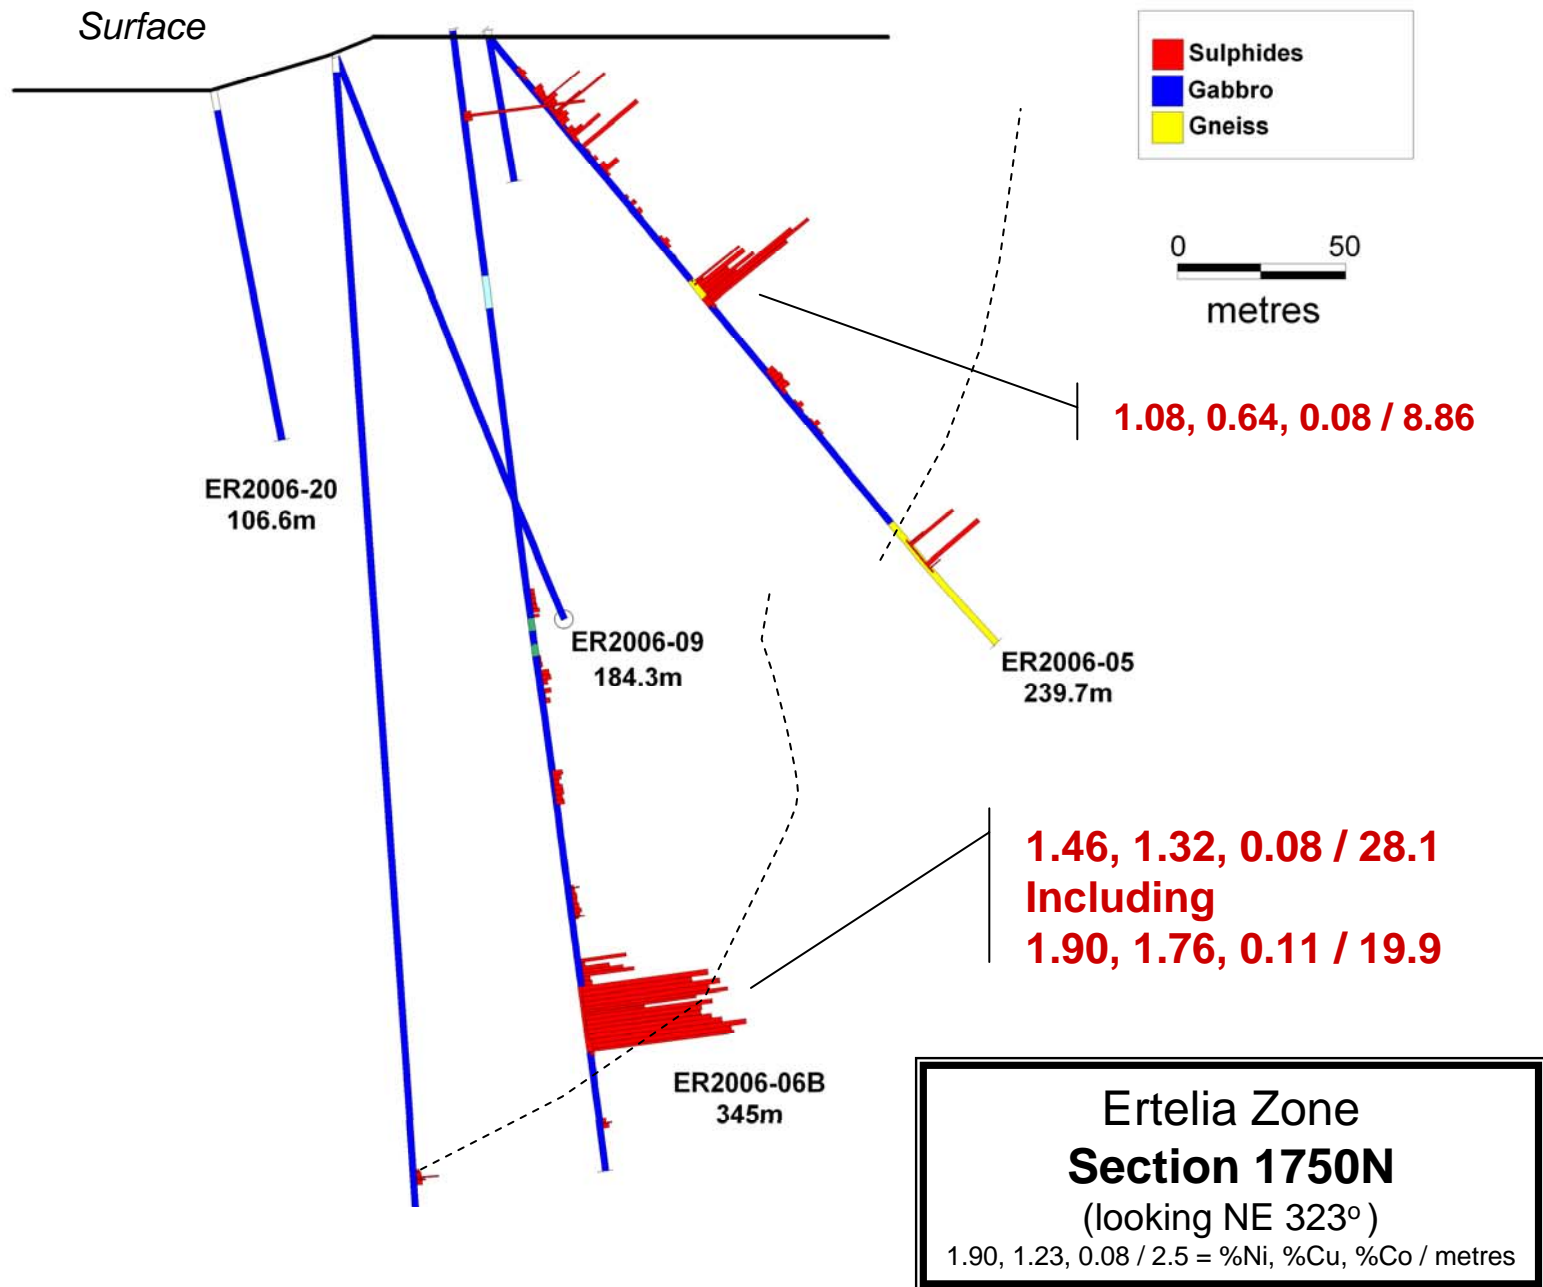 Surface
Sulphides
Gabbro
Gneiss
0 50
metres
1.08, 0.64, 0.08 / 8.86
ER2006-20
106.6m
ER2006-09
184.3m
ER2006-05
239.7m
1.46, 1.32, 0.08 / 28.1
Including
1.90, 1.76, 0.11 / 19.9
ER2006-06B
345m
Ertelia Zone
Section 1750N
(looking NE 323º )
1.90, 1.23, 0.08 / 2.5 = %Ni, %Cu, %Co / metres